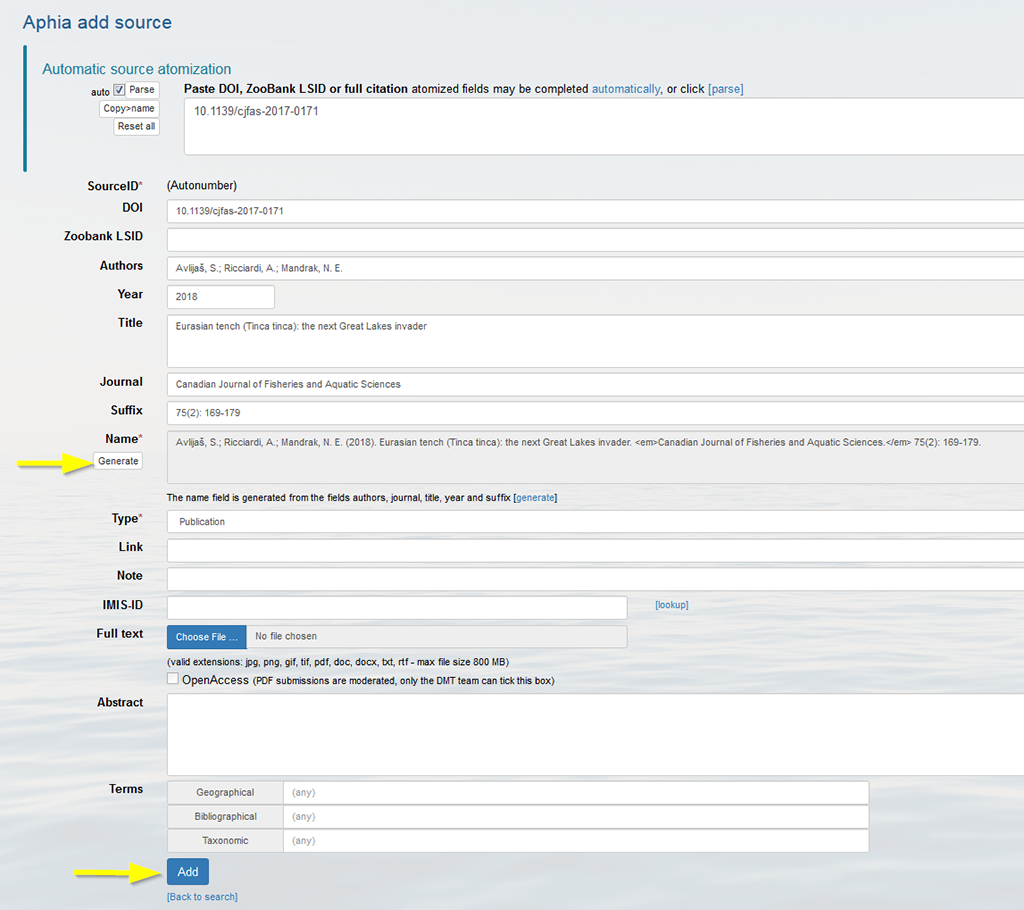 Aphia add source
Automatic source atomization
auto Parse
Copy>name
Reset all
Paste DOI, ZooBank LSID or full citation atomized fields may be completed automatically, or click [parse]
10.1139/cjfas-2017-0171
SourceID* (Autonumber)
DOI 10.1139/cjfas-2017-0171
Zoobank LSID
Authors Avlijaš, S.; Ricciardi, A.; Mandrak, N. E.
Year 2018
Title Eurasian tench (Tinca tinca): the next Great Lakes invader
Journal Canadian Journal of Fisheries and Aquatic Sciences
Suffix 75(2): 169-179
Name* Avlijaš, S.; Ricciardi, A.; Mandrak, N. E. (2018). Eurasian tench (Tinca tinca): the next Great Lakes invader. <em>Canadian Journal of Fisheries and Aquatic Sciences.</em> 75(2): 169-179.
Generate
The name field is generated from the fields authors, journal, title, year and suffix [generate]
Type* Publication
Link
Note
IMIS-ID [lookup]
Full text Choose File ... No file chosen
(valid extensions: jpg, png, gif, tif, pdf, doc, docx, txt, rtf - max file size 800 MB)
OpenAccess (PDF submissions are moderated, only the DMT team can tick this box)
Abstract
Terms Geographical (any)
Bibliographical (any)
Taxonomic (any)
Add
[Back to search]